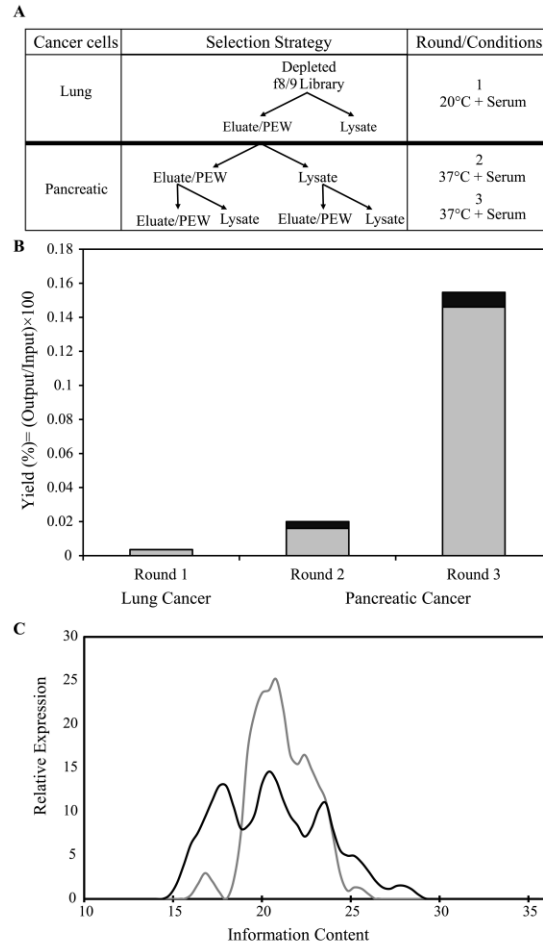 A
Cancer cells Selection Strategy Round/Conditions
Lung
Depleted
f8/9 Library
Eluate/PEW Lysate
1
20°C + Serum
Pancreatic
Eluate/PEW Lysate
Eluate/PEW Lysate Eluate/PEW Lysate
2
37°C + Serum
3
37°C + Serum
B
Yield (%)= (Output/Input)×100
0.18
0.16
0.14
0.12
0.1
0.08
0.06
0.04
0.02
0
Round 1 Round 2 Round 3
Lung Cancer Pancreatic Cancer
C
Relative Expression
30
25
20
15
10
5
0
10 15 20 25 30 35
Information Content